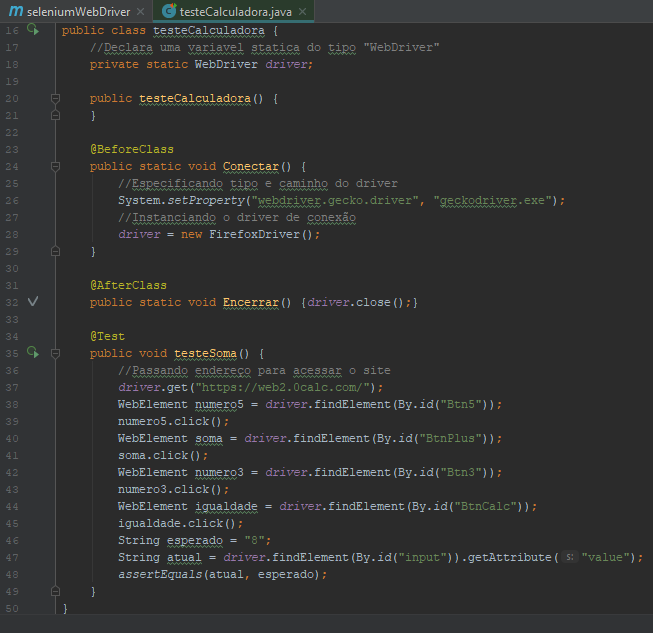 seleniumWebDriver × testeCalculadora.java ×
16 public class testeCalculadora {
17 //Declara uma variavel statica do tipo "WebDriver"
18 private static WebDriver driver;
19
20 public testeCalculadora() {
21 }
22
23 @BeforeClass
24 public static void Conectar() {
25 //Especificando tipo e caminho do driver
26 System.setProperty("webdriver.gecko.driver", "geckodriver.exe");
27 //Instanciando o driver de conexão
28 driver = new FirefoxDriver();
29 }
30
31 @AfterClass
32 public static void Encerrar() {driver.close();}
33
34 @Test
35 public void testeSoma() {
36 //Passando endereço para acessar o site
37 driver.get("https://web2.0calc.com/");
38 WebElement numero5 = driver.findElement(By.id("Btn5"));
39 numero5.click();
40 WebElement soma = driver.findElement(By.id("BtnPlus"));
41 soma.click();
42 WebElement numero3 = driver.findElement(By.id("Btn3"));
43 numero3.click();
44 WebElement igualdade = driver.findElement(By.id("BtnCalc"));
45 igualdade.click();
46 String esperado = "8";
47 String atual = driver.findElement(By.id("input")).getAttribute( s: "value");
48 assertEquals(atual, esperado);
49 }
50 }